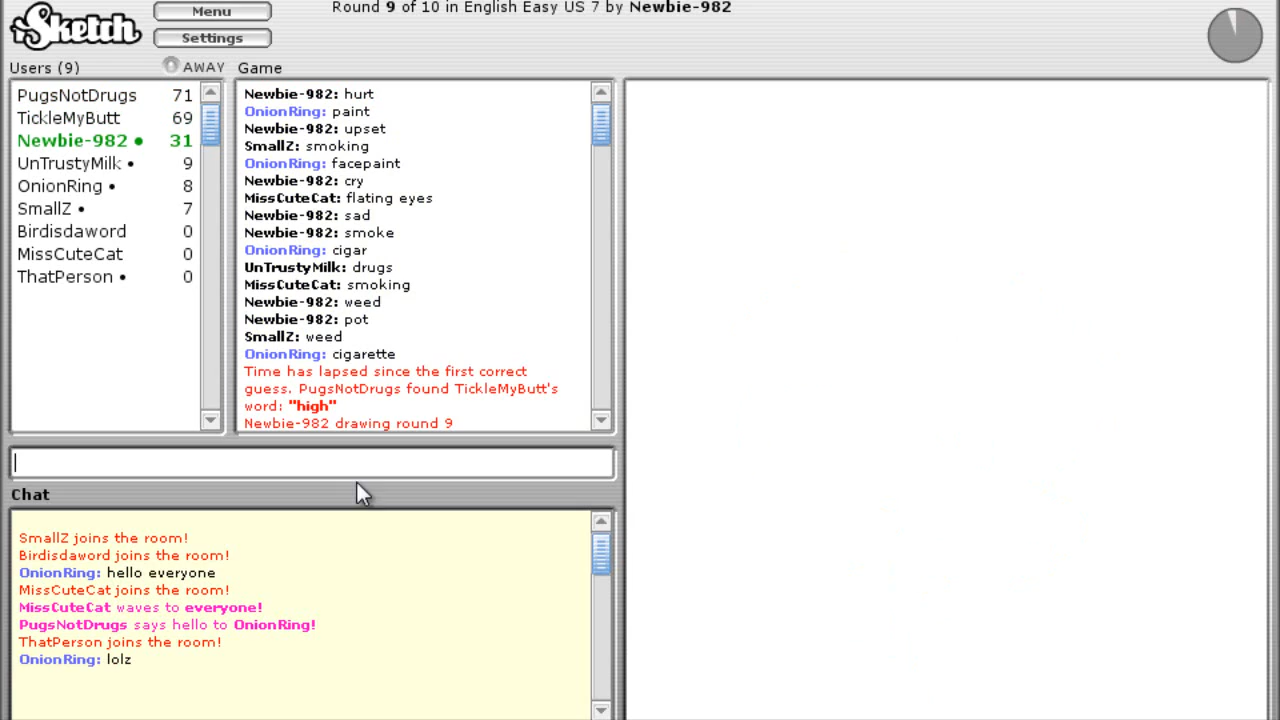 iSketch
Menu
Settings
Round 9 of 10 in English Easy US 7 by Newbie-982
Users (9)
AWAY
PugsNotDrugs 71
TickleMyButt 69
Newbie-982 • 31
UnTrustyMilk • 9
OnionRing • 8
SmallZ • 7
Birdisdaword 0
MissCuteCat 0
ThatPerson • 0
Game
Newbie-982: hurt
OnionRing: paint
Newbie-982: upset
SmallZ: smoking
OnionRing: facepaint
Newbie-982: cry
MissCuteCat: flating eyes
Newbie-982: sad
Newbie-982: smoke
OnionRing: cigar
UnTrustyMilk: drugs
MissCuteCat: smoking
Newbie-982: weed
Newbie-982: pot
SmallZ: weed
OnionRing: cigarette
Time has lapsed since the first correct
guess. PugsNotDrugs found TickleMyButt's
word: "high"
Newbie-982 drawing round 9
Chat
SmallZ joins the room!
Birdisdaword joins the room!
OnionRing: hello everyone
MissCuteCat joins the room!
MissCuteCat waves to everyone!
PugsNotDrugs says hello to OnionRing!
ThatPerson joins the room!
OnionRing: lolz